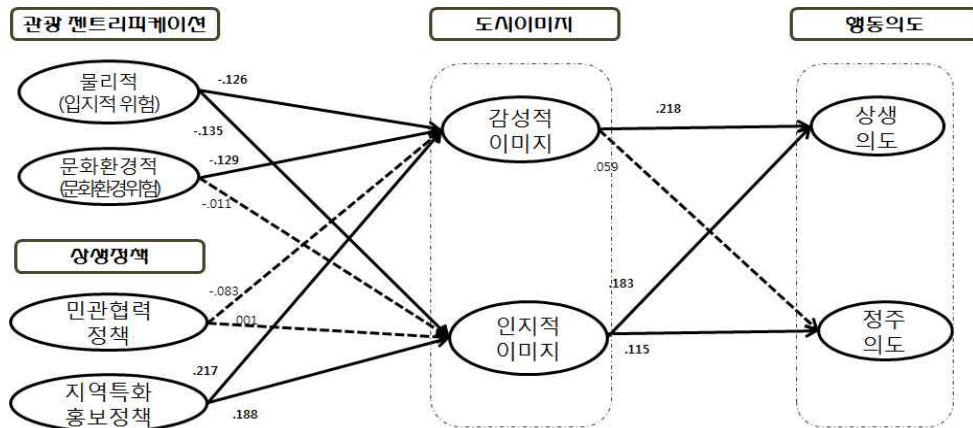 관광 젠트리피케이션
도시이미지
행동의도
물리적
(입지적 위험)
-.126
-.135
감성적
이미지
.218
상생
의도
문화환경적
(문화환경위험)
-.129
-.011
.059
상생정책
민관협력
정책
-.083
.001
인지적
이미지
.183
.115
정주
의도
지역특화
홍보정책
.217
.188